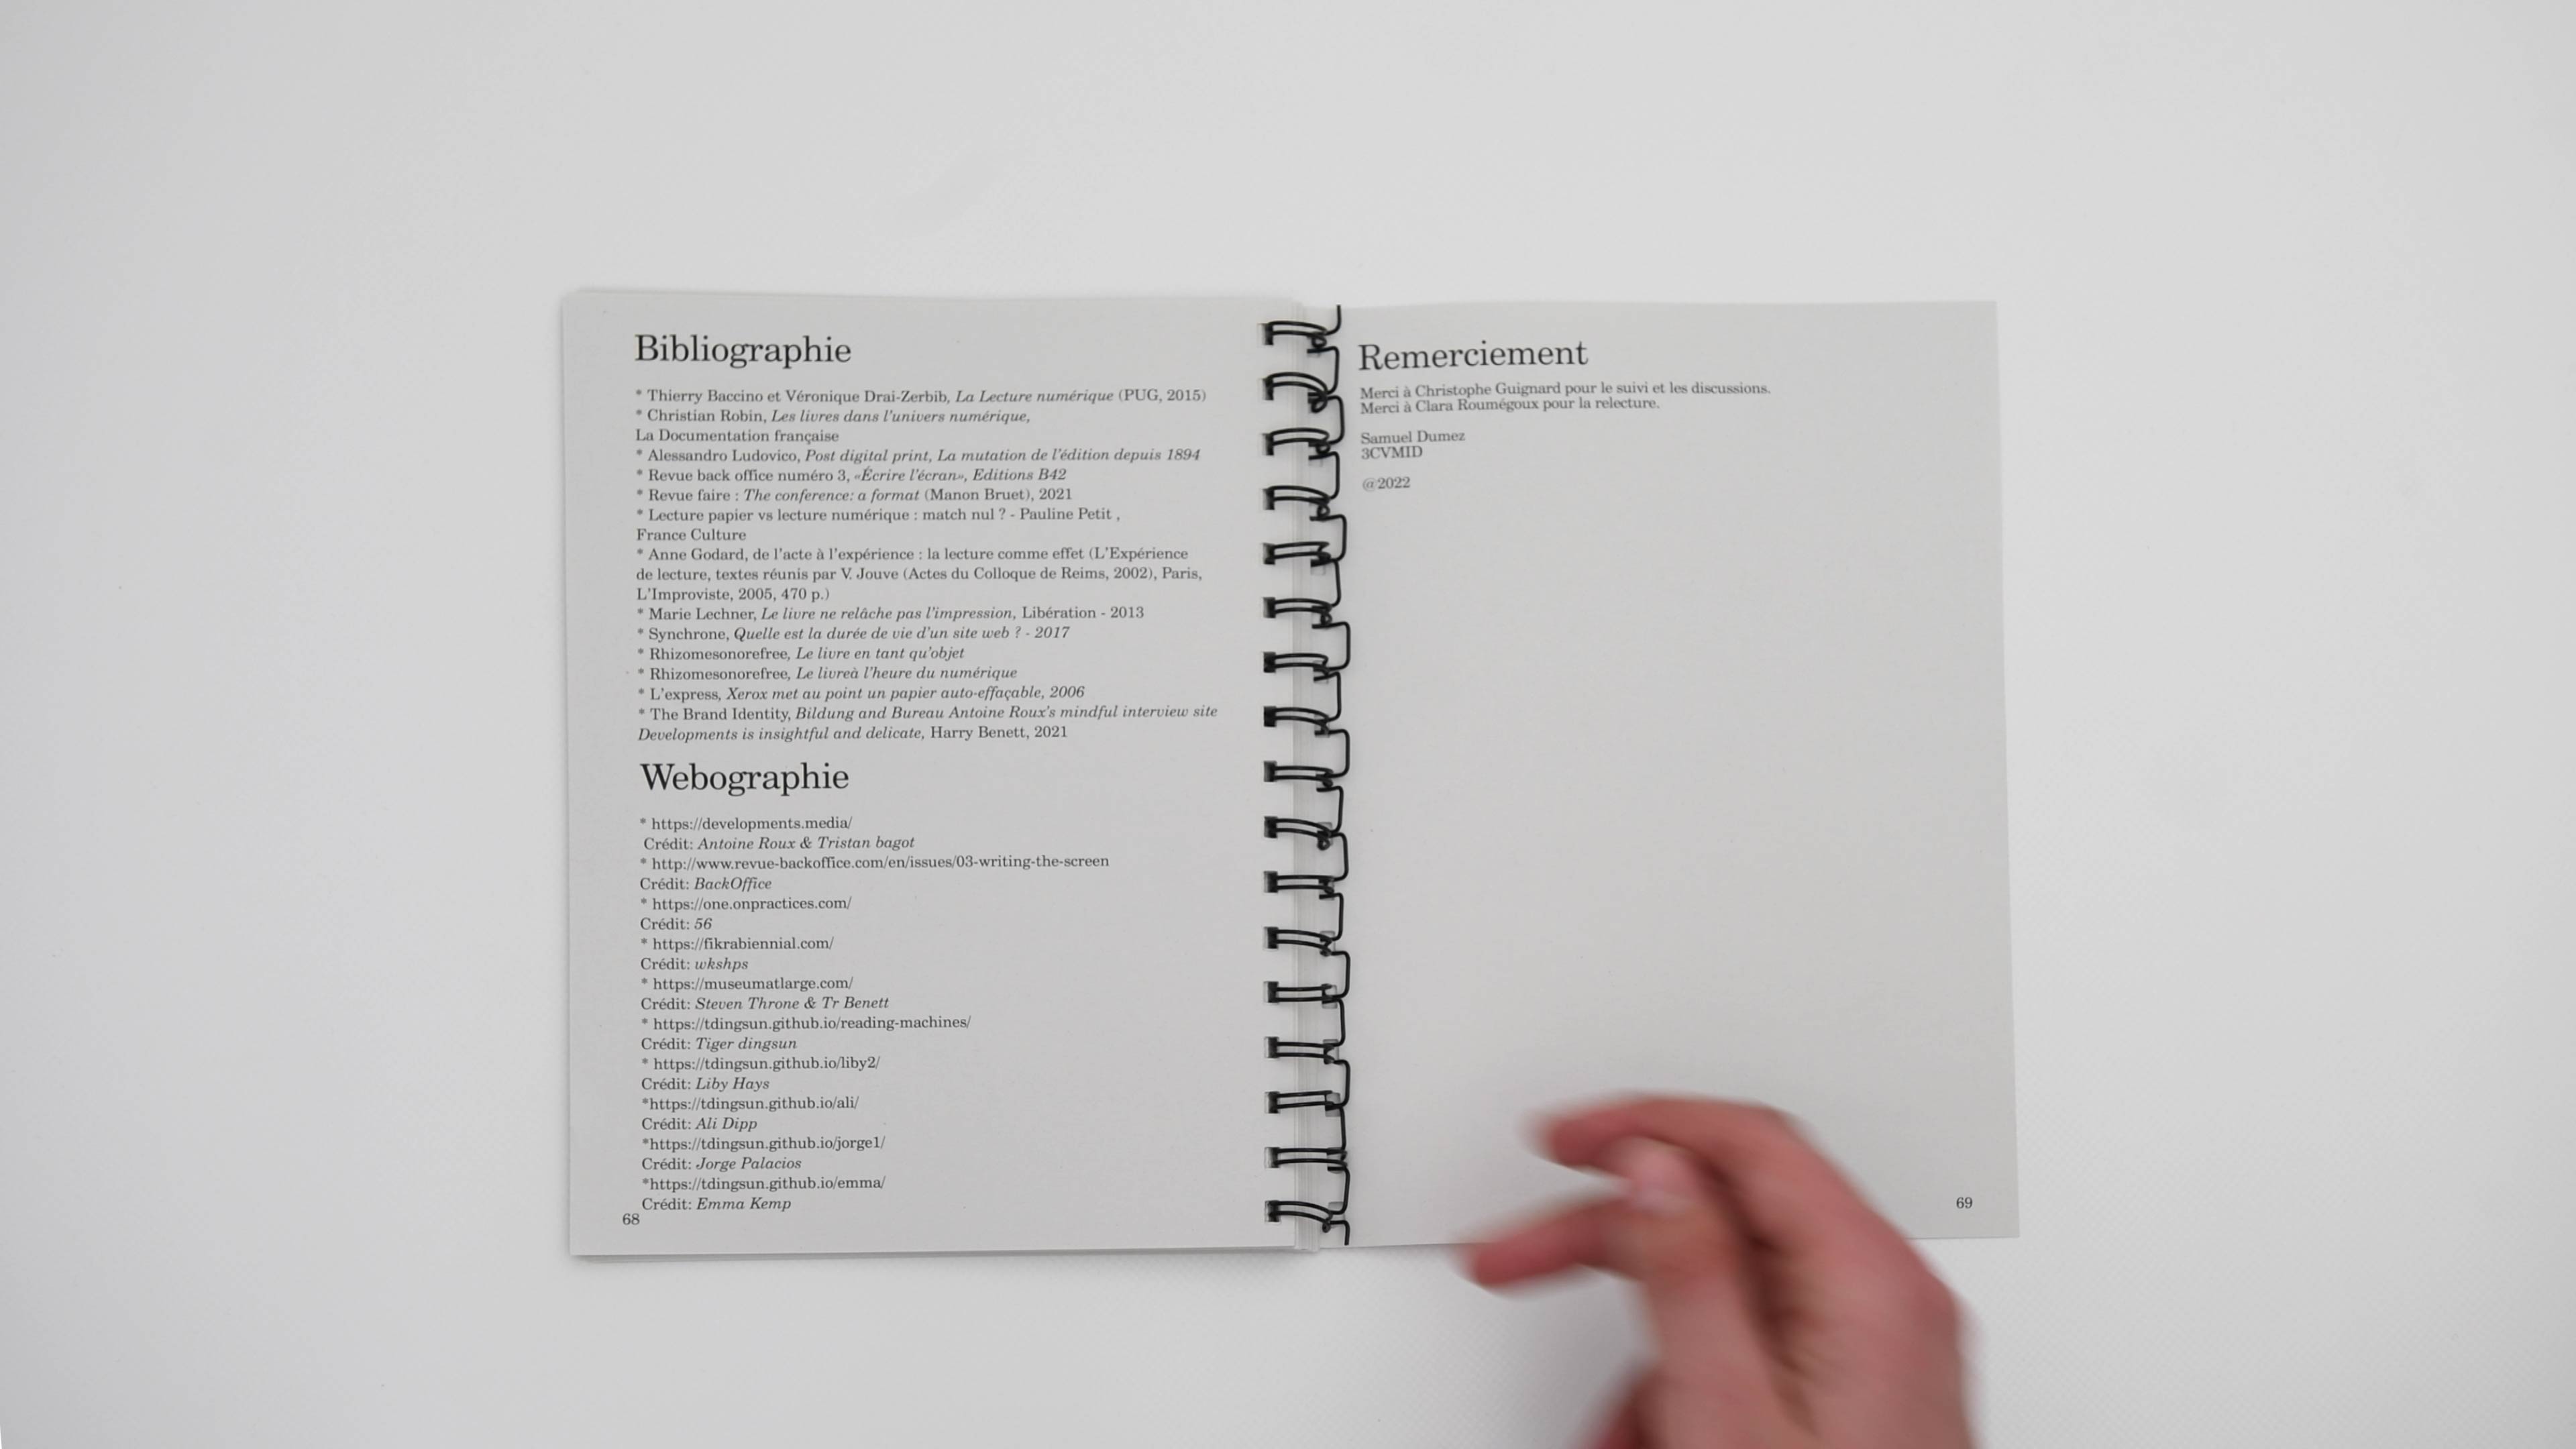 Bibliographie
* Thierry Baccino et Véronique Drai-Zerbib, La Lecture numérique (PUG, 2015)
* Christian Robin, Les livres dans l'univers numérique,
La Documentation française
* Alessandro Ludovico, Post digital print, La mutation de l'édition depuis 1894
* Revue back office numéro 3, «Écrire l'écran», Editions B42
* Revue faire : The conference: a format (Manon Bruet), 2021
* Lecture papier vs lecture numérique : match nul ? - Pauline Petit ,
France Culture
* Anne Godard, de l'acte à l'expérience : la lecture comme effet (L'Expérience
de lecture, textes réunis par V. Jouve (Actes du Colloque de Reims, 2002), Paris,
L'Improviste, 2005, 470 p.)
* Marie Lechner, Le livre ne relâche pas l'impression, Libération - 2013
* Synchrone, Quelle est la durée de vie d'un site web ? - 2017
* Rhizomesonorefree, Le livre en tant qu'objet
* Rhizomesonorefree, Le livreà l'heure du numérique
* L'express, Xerox met au point un papier auto-effaçable, 2006
* The Brand Identity, Bildung and Bureau Antoine Roux's mindful interview site
Developments is insightful and delicate, Harry Benett, 2021
Webographie
* https://developments.media/
Crédit: Antoine Roux & Tristan bagot
* http://www.revue-backoffice.com/en/issues/03-writing-the-screen
Crédit: BackOffice
* https://one.onpractices.com/
Crédit: 56
* https://fikrabiennial.com/
Crédit: wkshps
* https://museumatlarge.com/
Crédit: Steven Throne & Tr Benett
* https://tdingsun.github.io/reading-machines/
Crédit: Tiger dingsun
* https://tdingsun.github.io/liby2/
Crédit: Liby Hays
*https://tdingsun.github.io/ali/
Crédit: Ali Dipp
*https://tdingsun.github.io/jorge1/
Crédit: Jorge Palacios
*https://tdingsun.github.io/emma/
Crédit: Emma Kemp
68
Remerciement
Merci à Christophe Guignard pour le suivi et les discussions.
Merci à Clara Roumégoux pour la relecture.
Samuel Dumez
3CVMID
@2022
69